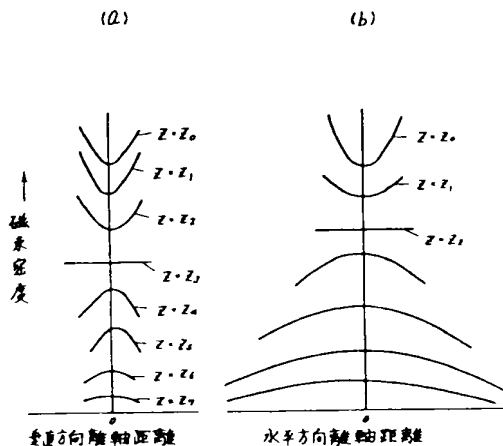 (a)
(b)
Z=Z₀
Z=Z₁
Z=Z₂
Z=Z₃
Z=Z₄
Z=Z₅
Z=Z₆
Z=Z₇
Z=Z₀
Z=Z₁
Z=Z₂
磁束密度
0
0
垂直方向離軸距離
水平方向離軸距離